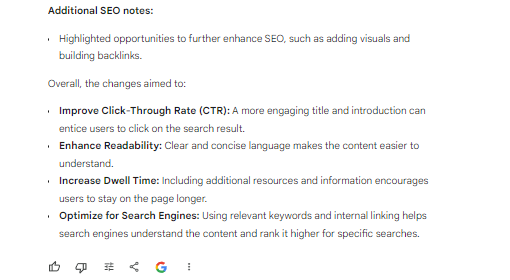 Additional SEO notes:
Highlighted opportunities to further enhance SEO, such as adding visuals and
building backlinks.
Overall, the changes aimed to:
Improve Click-Through Rate (CTR): A more engaging title and introduction can
entice users to click on the search result.
Enhance Readability: Clear and concise language makes the content easier to
understand.
Increase Dwell Time: Including additional resources and information encourages
users to stay on the page longer.
Optimize for Search Engines: Using relevant keywords and internal linking helps
search engines understand the content and rank it higher for specific searches.